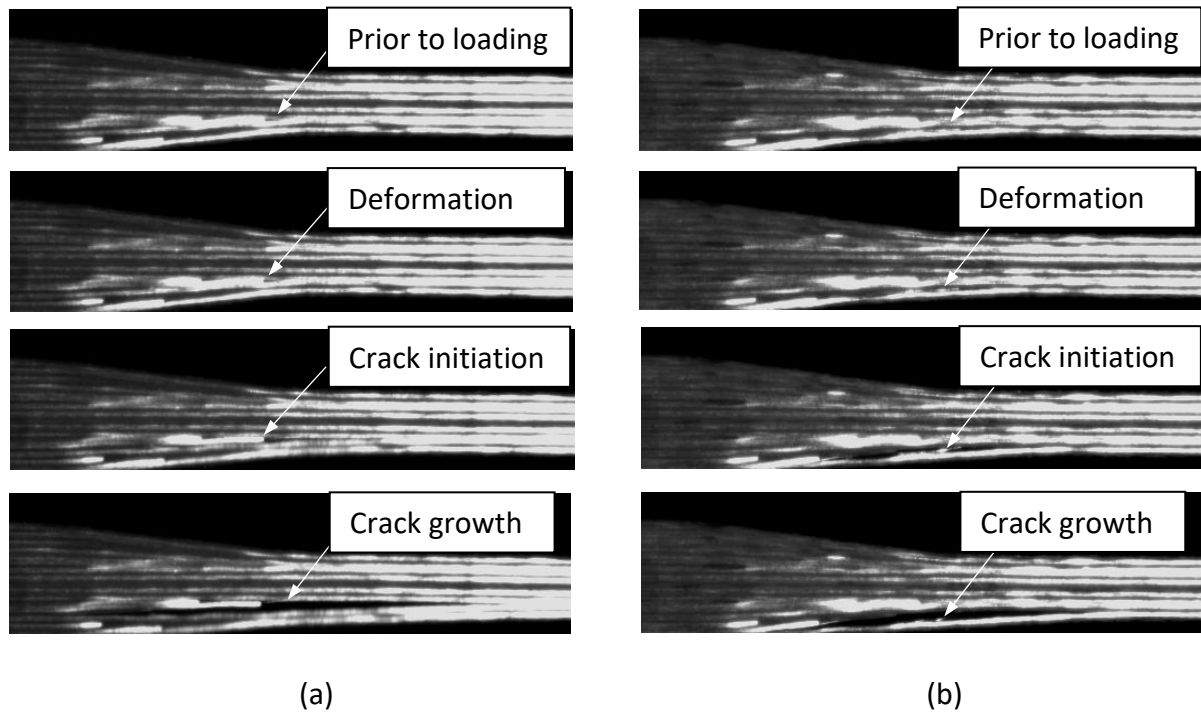 Prior to loading
Deformation
Crack initiation
Crack growth
(a)
Prior to loading
Deformation
Crack initiation
Crack growth
(b)